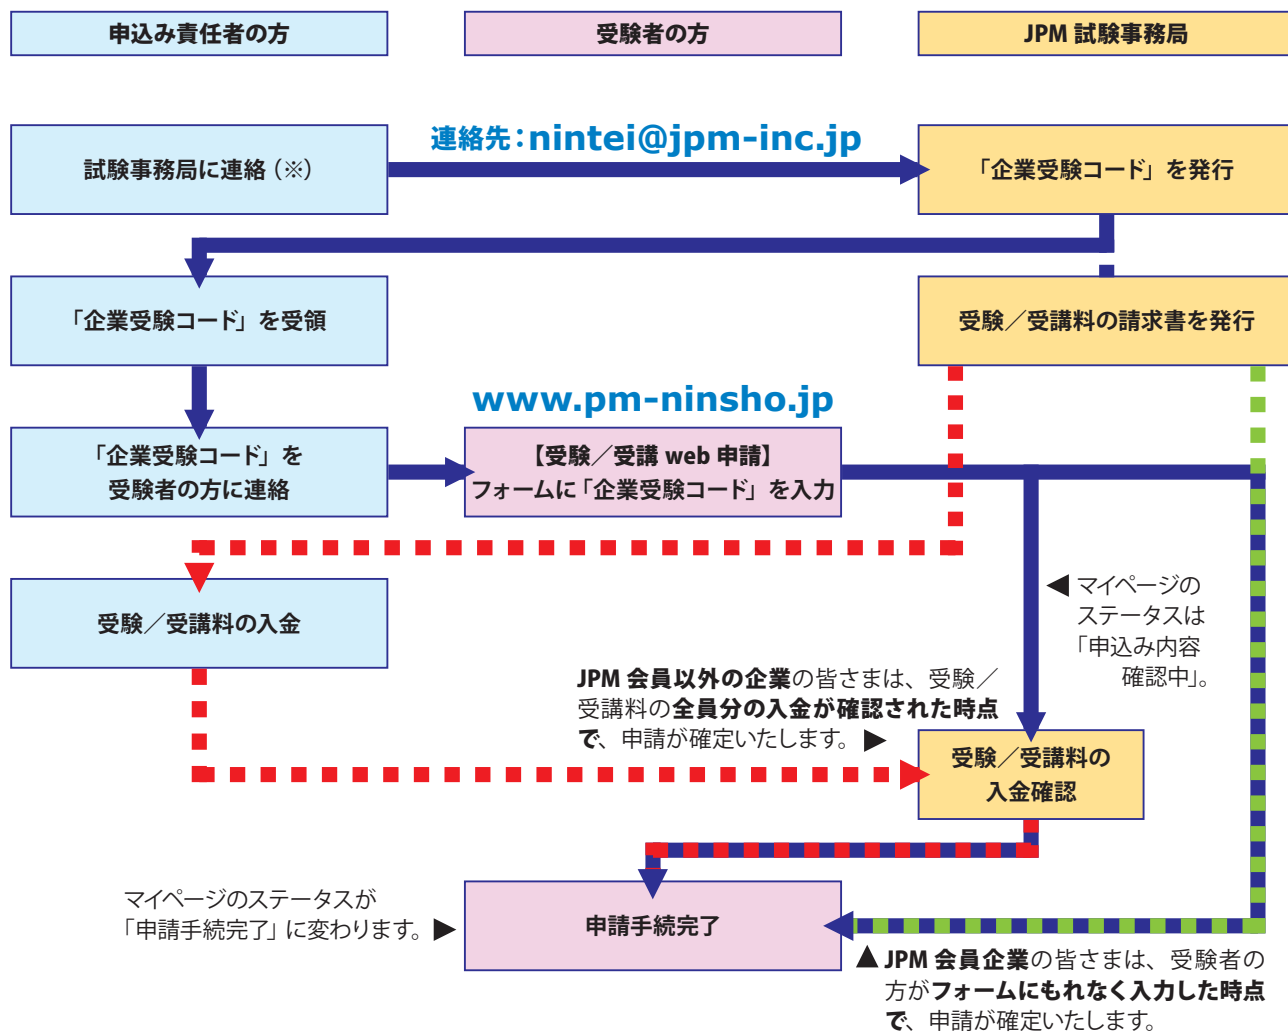 申込み責任者の方
受験者の方
JPM 試験事務局
連絡先:nintei@jpm-inc.jp
試験事務局に連絡（※）
「企業受験コード」を発行
「企業受験コード」を受領
受験／受講料の請求書を発行
www.pm-ninsho.jp
「企業受験コード」を
受験者の方に連絡
【受験／受講 web 申請】
フォームに「企業受験コード」を入力
受験／受講料の入金
◀ マイページの
ステータスは
「申込み内容
確認中」。
JPM 会員以外の企業の皆さまは、受験／
受講料の全員分の入金が確認された時点
で、申請が確定いたします。▶
受験／受講料の
入金確認
マイページのステータスが
「申請手続完了」に変わります。▶
申請手続完了
▲ JPM 会員企業の皆さまは、受験者の
方がフォームにもれなく入力した時点
で、申請が確定いたします。